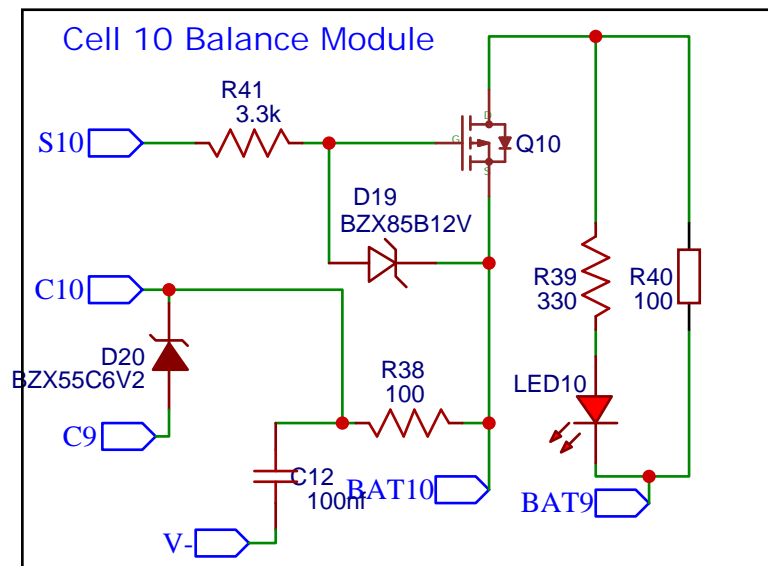 Cell 10 Balance Module
R41
3.3k
S10
D
G
S
Q10
D19
BZX85B12V
C10
D20
BZX55C6V2
C9
R38
100
R39
330
R40
100
LED10
C12
100nf
BAT10
BAT9
V-